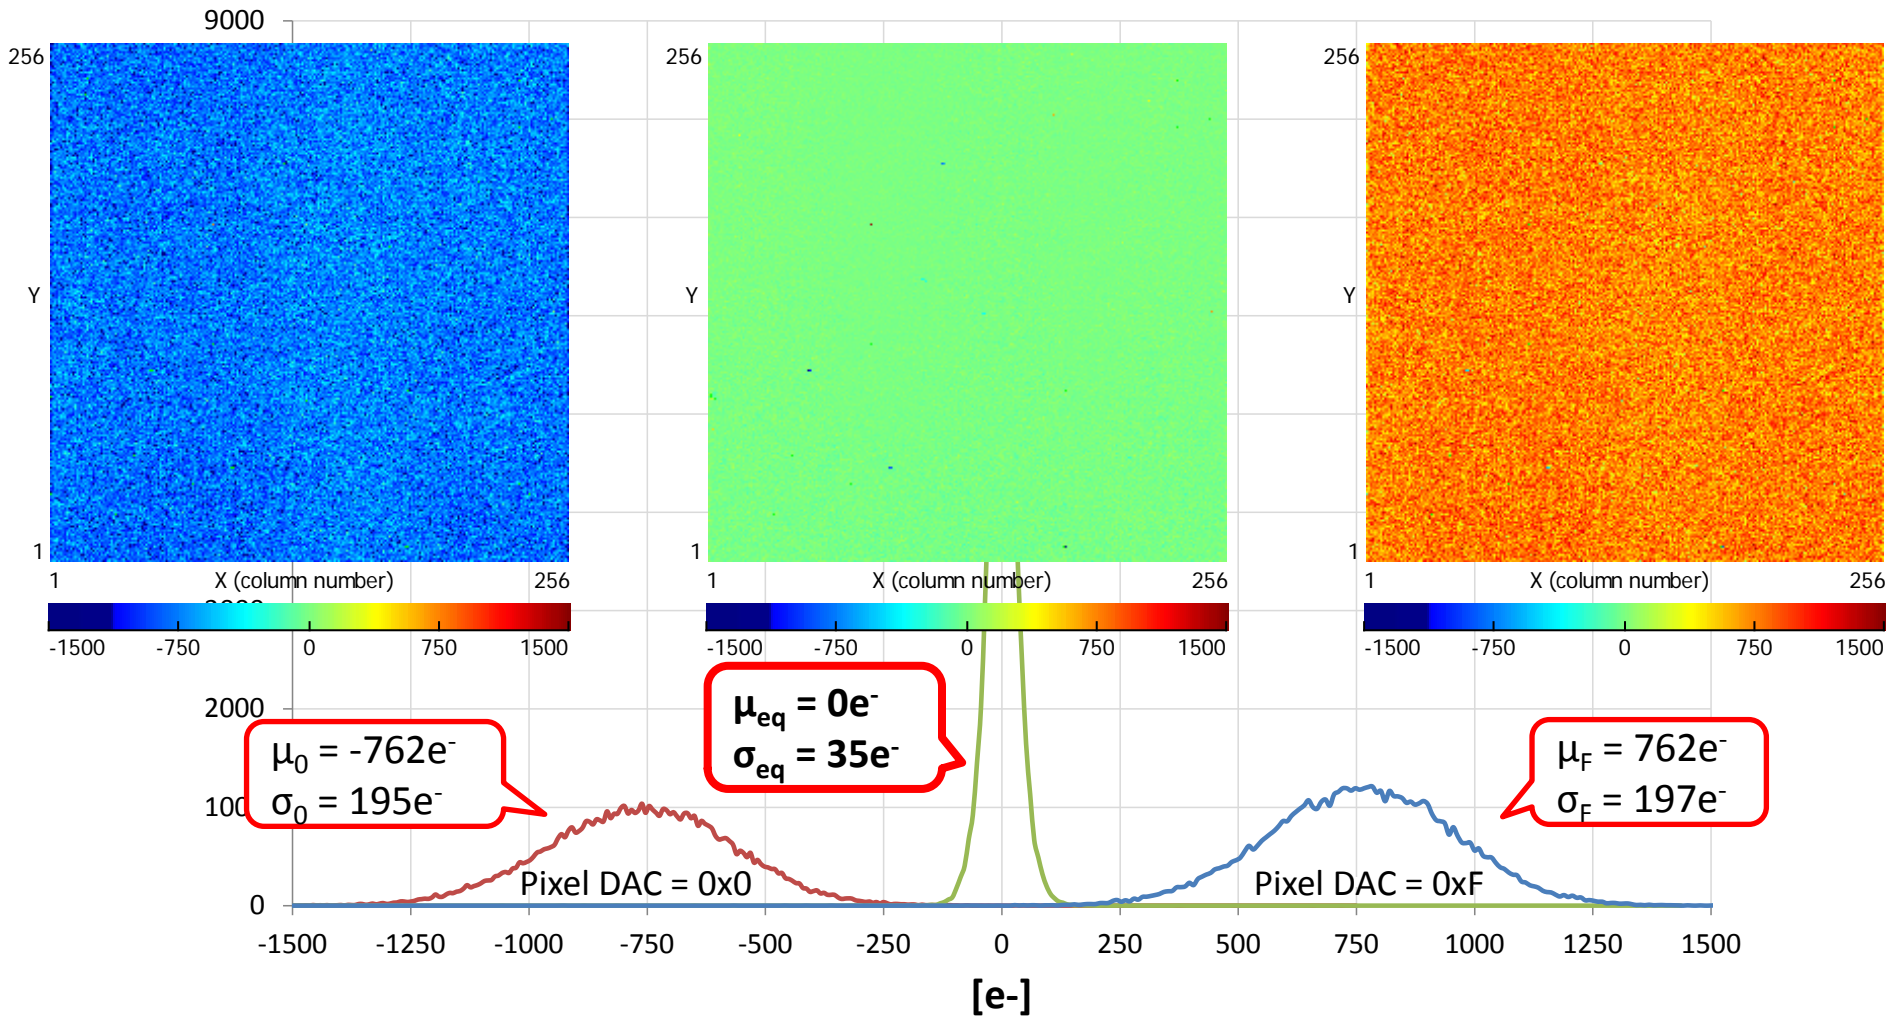 9000
256
256
256
Y
Y
Y
1
1
1
1 X (column number) 256
1 X (column number) 256
1 X (column number) 256
-1500 -750 0 750 1500
-1500 -750 0 750 1500
-1500 -750 0 750 1500
2000
μeq = 0e-
σeq = 35e-
μ0 = -762e-
σ0 = 195e-
μF = 762e-
σF = 197e-
Pixel DAC = 0x0
Pixel DAC = 0xF
0
-1500 -1250 -1000 -750 -500 -250 0 250 500 750 1000 1250 1500
[e-]